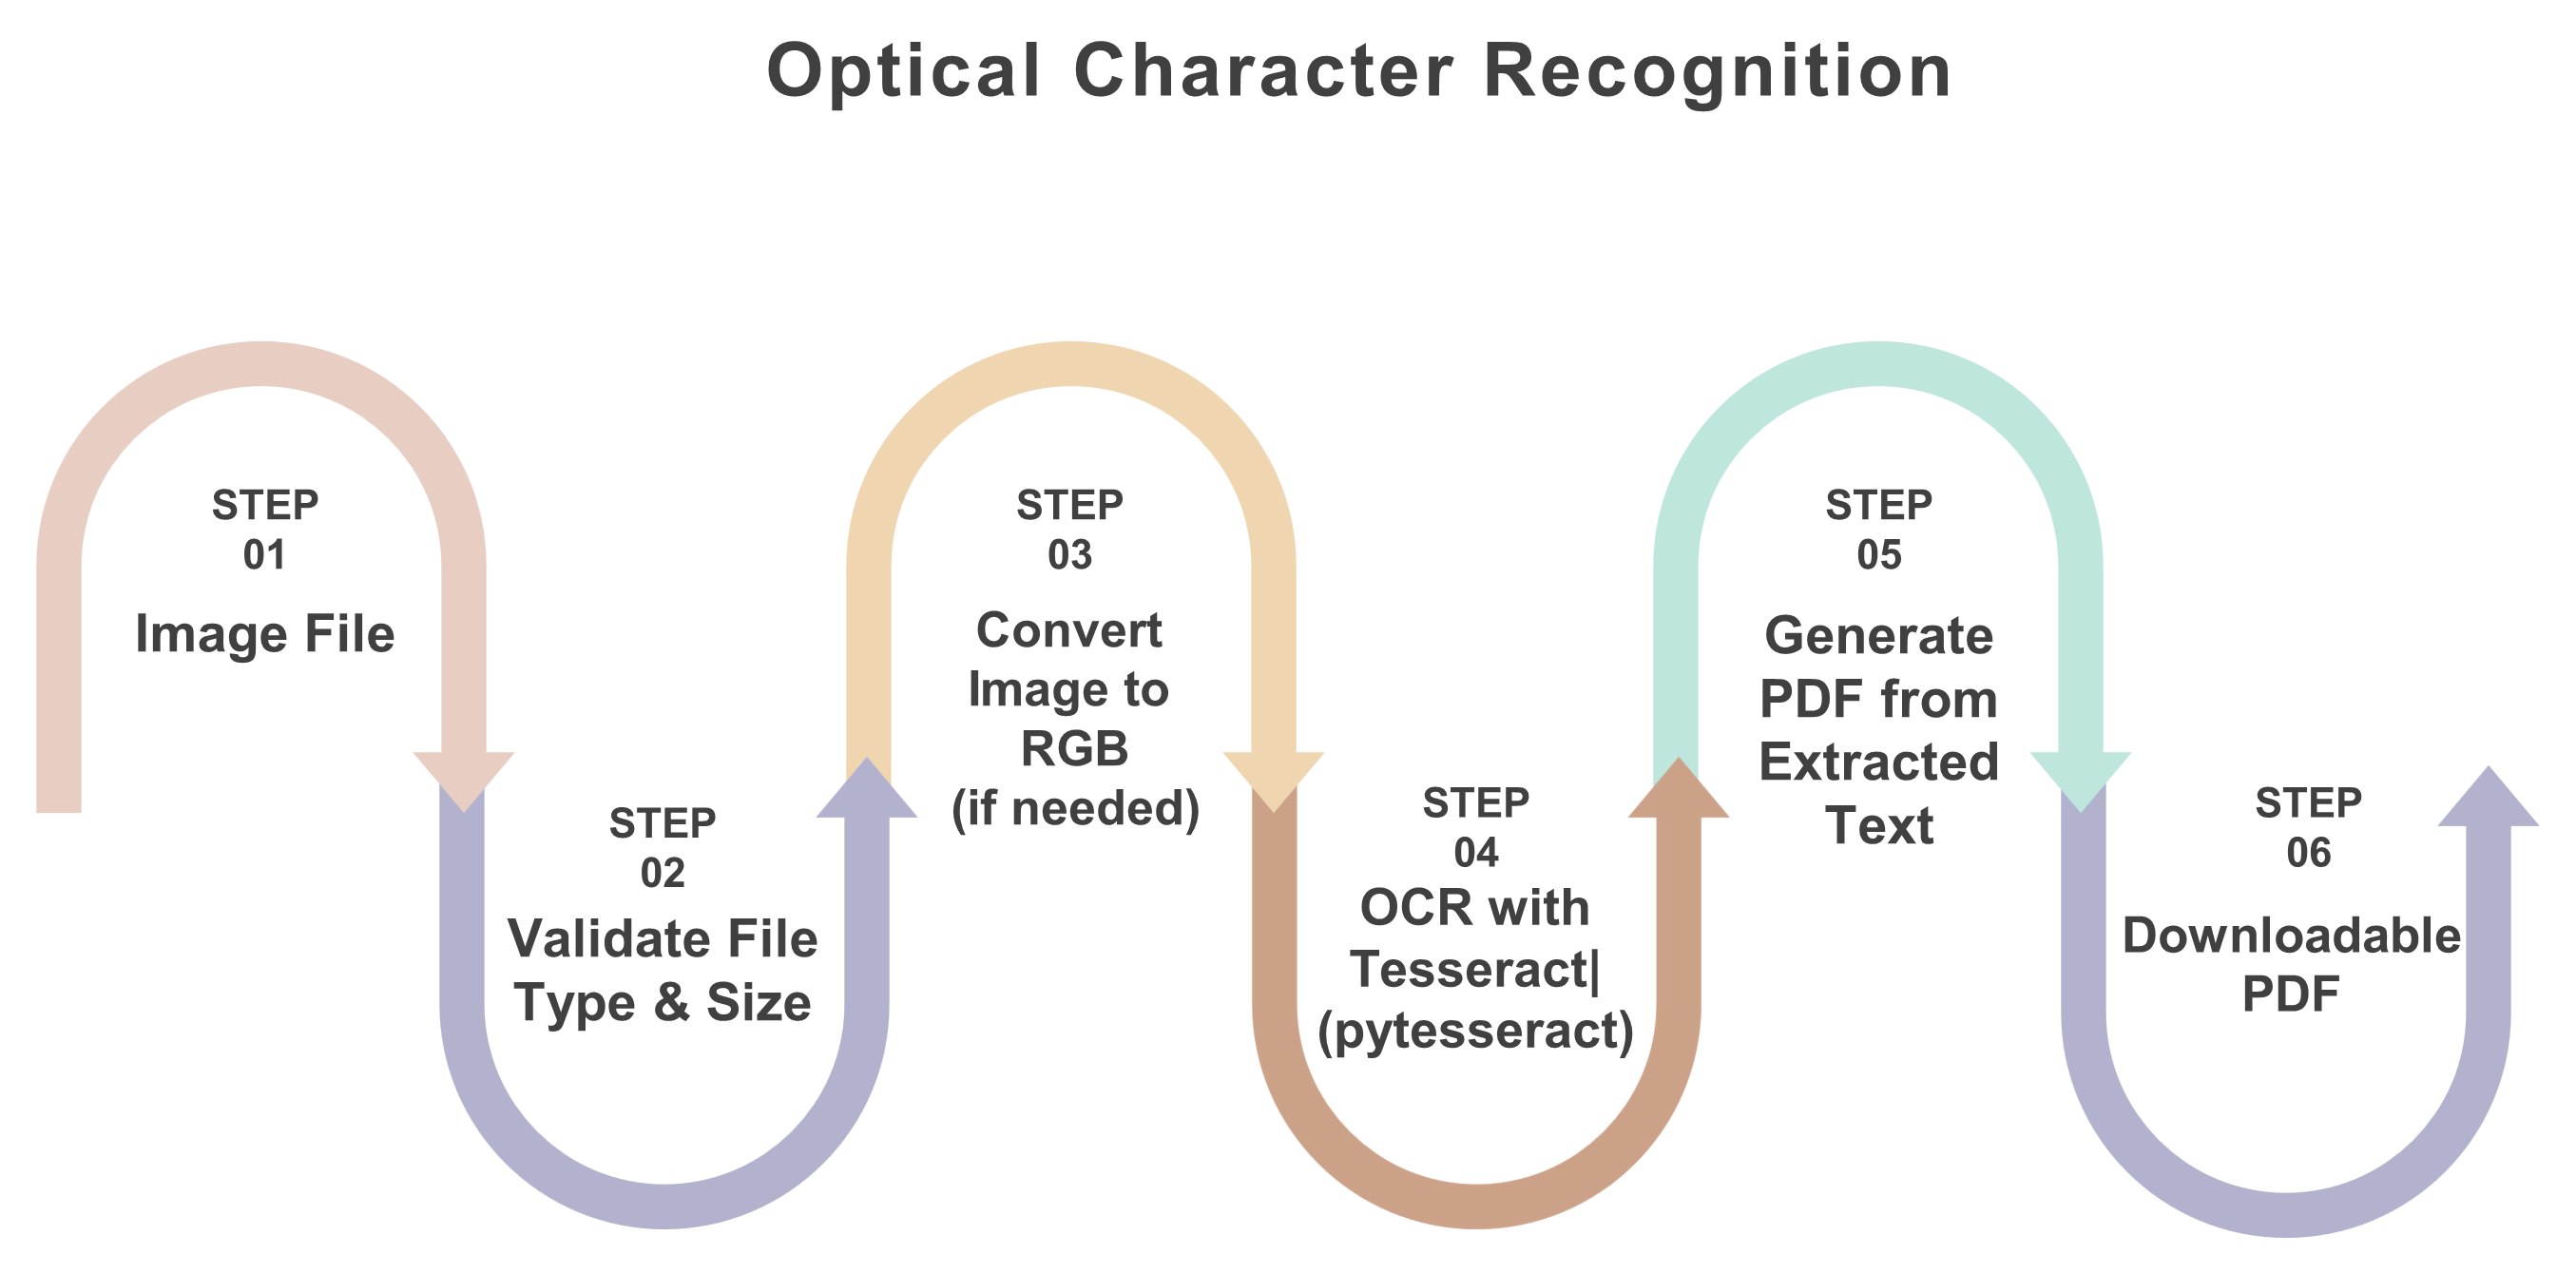 Optical Character Recognition
STEP
01
Image File
STEP
02
Validate File
Type & Size
STEP
03
Convert
Image to
RGB
(if needed)
STEP
04
OCR with
Tesseract|
(pytesseract)
STEP
05
Generate
PDF from
Extracted
Text
STEP
06
Downloadable
PDF